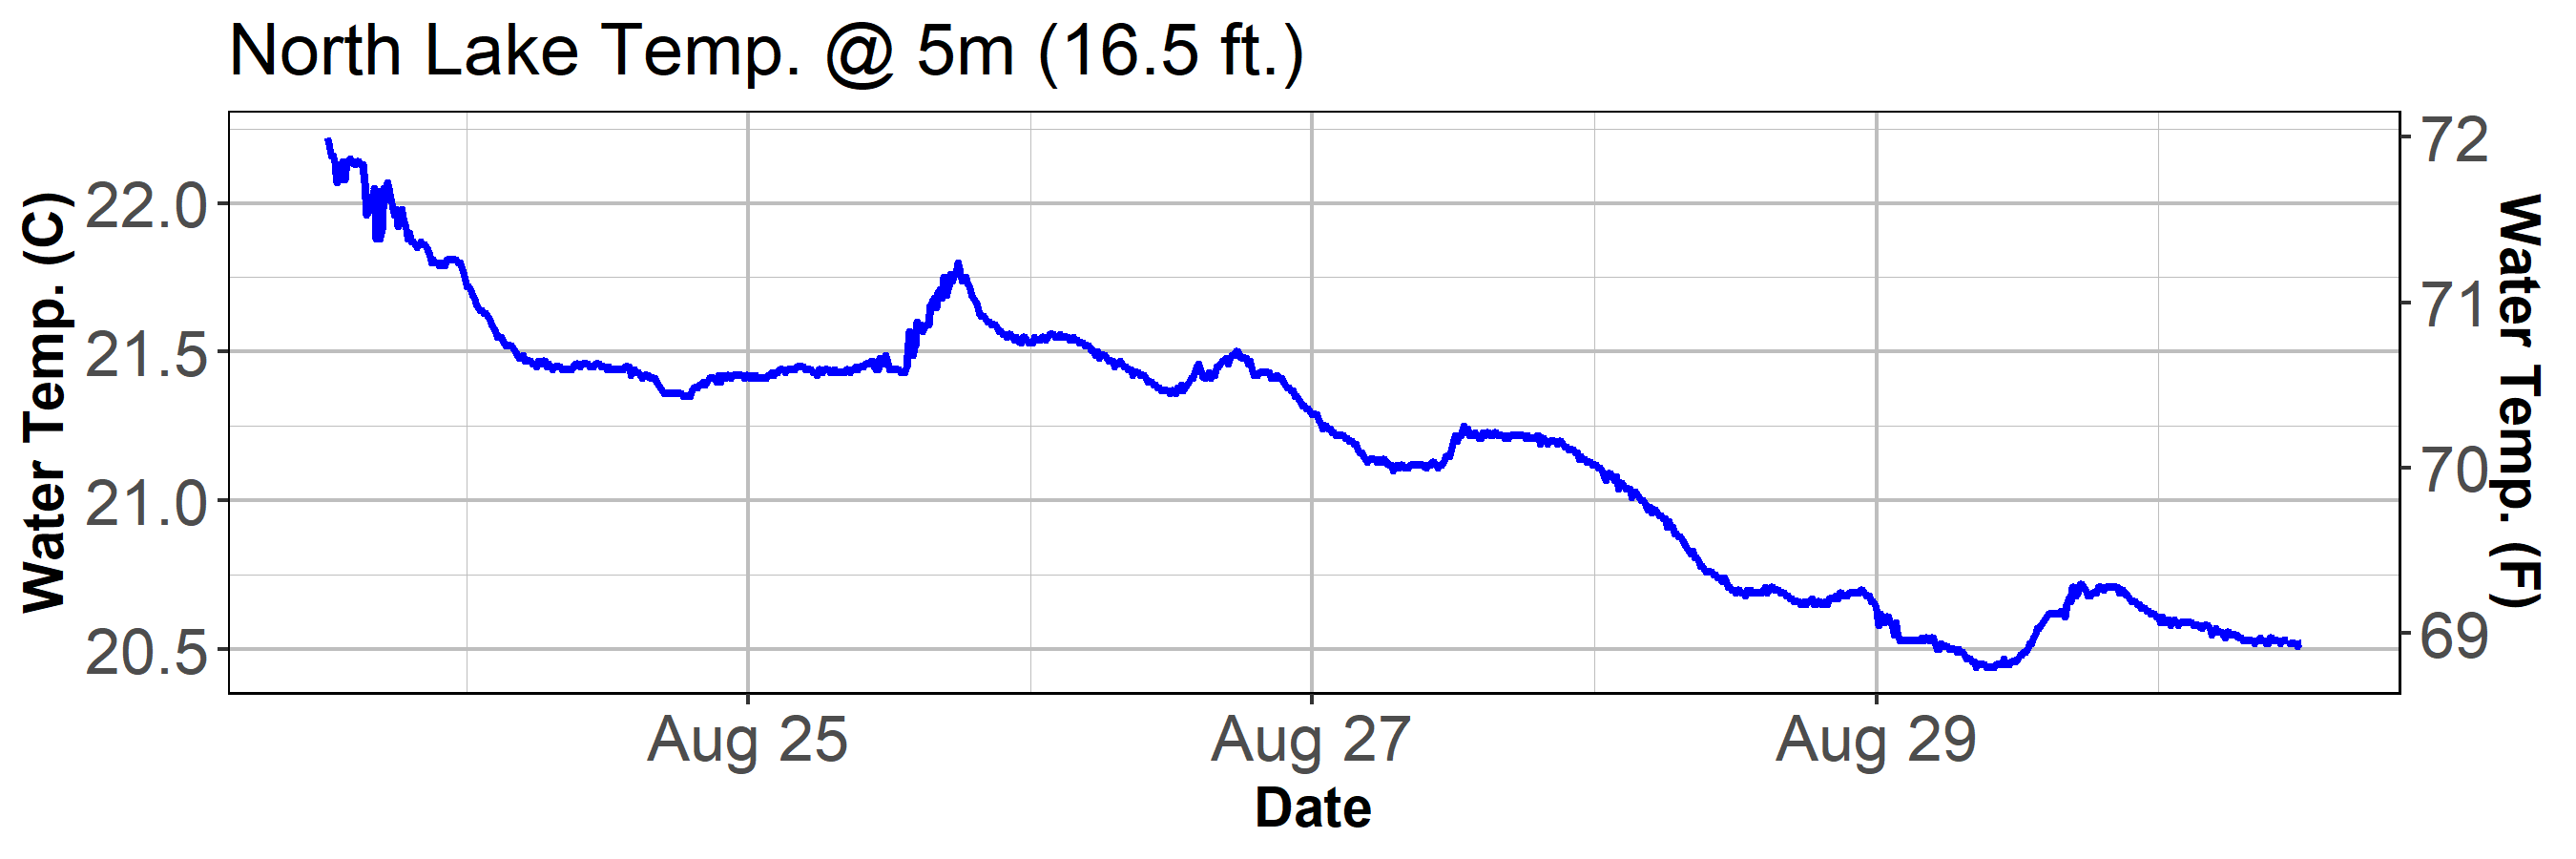 North Lake Temp. @ 5m (16.5 ft.)
Water Temp. (C)
22.0
21.5
21.0
20.5
72
71
70
69
Water Temp. (F)
Aug 25 Aug 27 Aug 29
Date